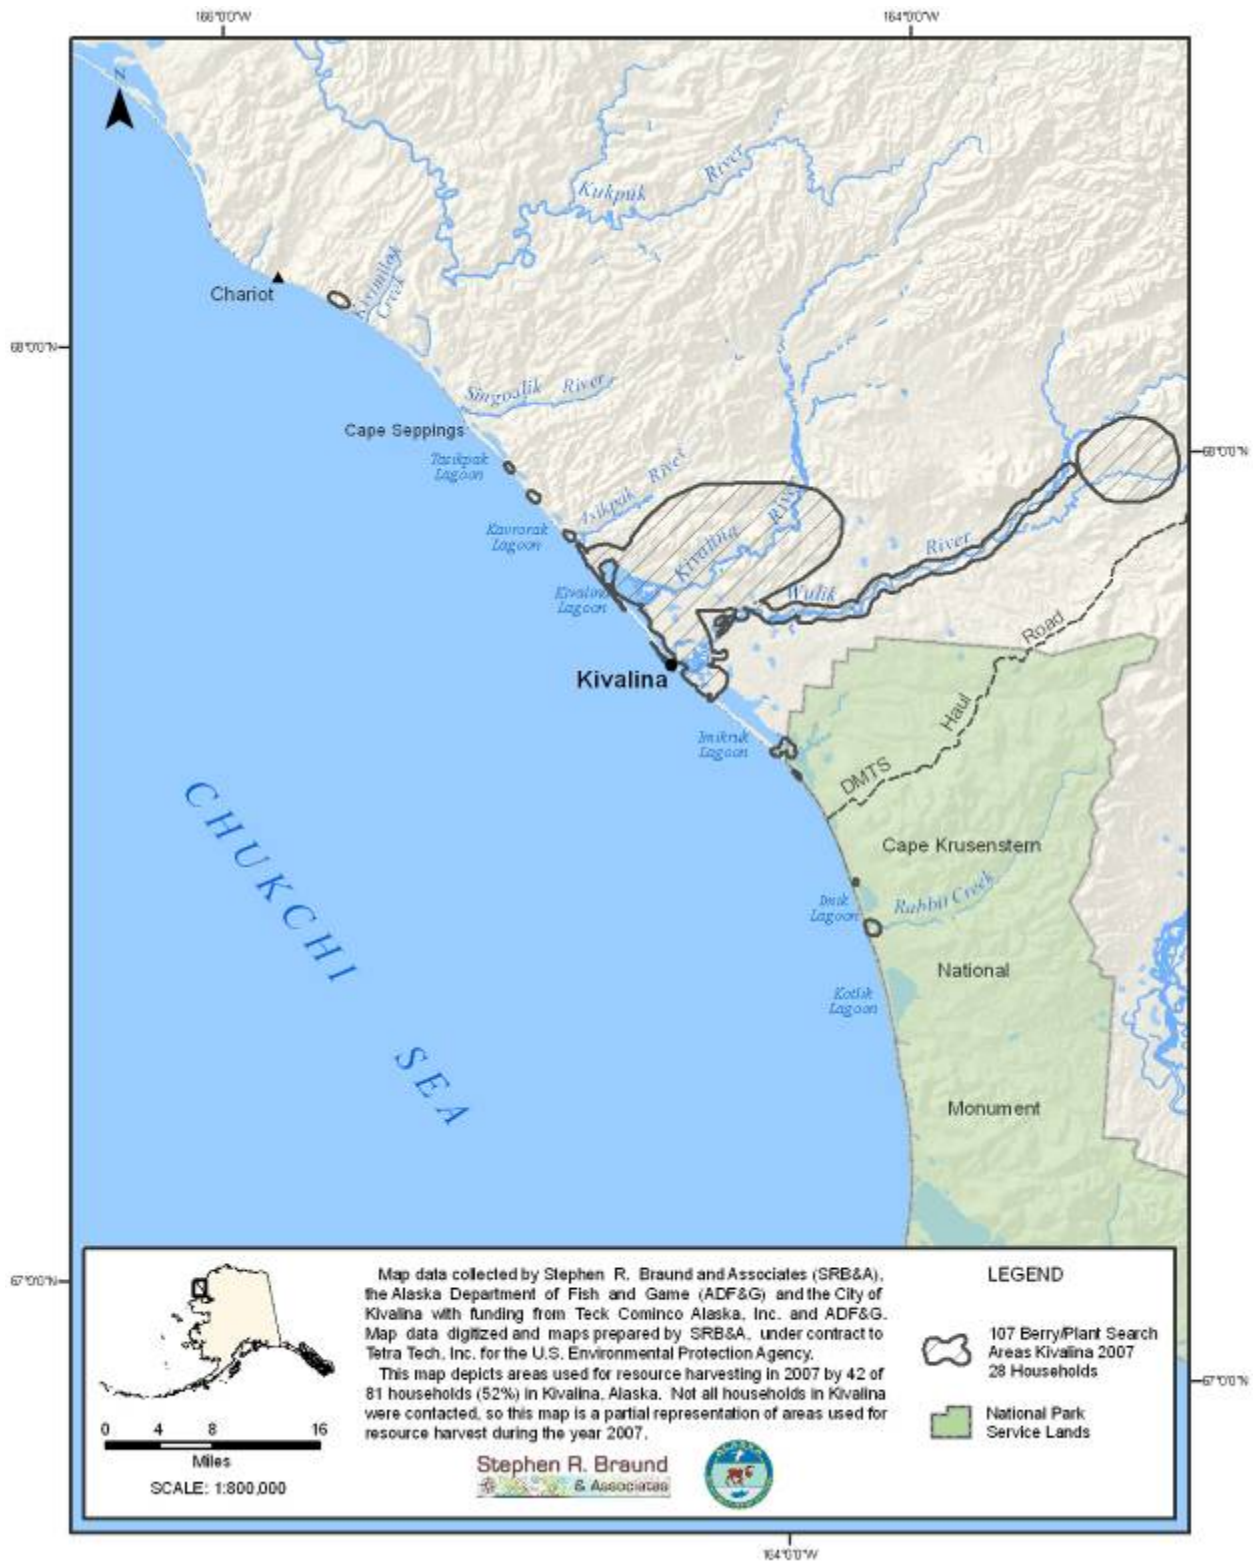 166°0'0"W
164°0'0"W
N
Kukpuk
River
Chariot
Creek
68°0'0"N
Singoalik River
Cape Seppings
68°0'0"N
Tasikpak
Lagoon
Asikpak River
Kavrorak
Lagoon
Kivalina
River
River
Kivalina
Lagoon
Wulik
Road
Kivalina
Haul
Imikruk
Lagoon
DMTS
CHUKCHI
SEA
Cape Krusenstern
Imik
Lagoon
Rabbit Creek
National
Kotlik
Lagoon
Monument
67°0'0"N
Map data collected by Stephen R. Braund and Associates (SRB&A),
the Alaska Department of Fish and Game (ADF&G) and the City of
Kivalina with funding from Teck Cominco Alaska, Inc. and ADF&G.
Map data digitized and maps prepared by SRB&A, under contract to
Tetra Tech, Inc. for the U.S. Environmental Protection Agency.
This map depicts areas used for resource harvesting in 2007 by 42 of
81 households (52%) in Kivalina, Alaska. Not all households in Kivalina
were contacted, so this map is a partial representation of areas used for
resource harvest during the year 2007.
LEGEND
107 Berry/Plant Search
Areas Kivalina 2007
28 Households
National Park
Service Lands
67°0'0"N
0 4 8 16
Miles
SCALE: 1:800,000
Stephen R. Braund
& Associates
ALASKA
164°0'0"W